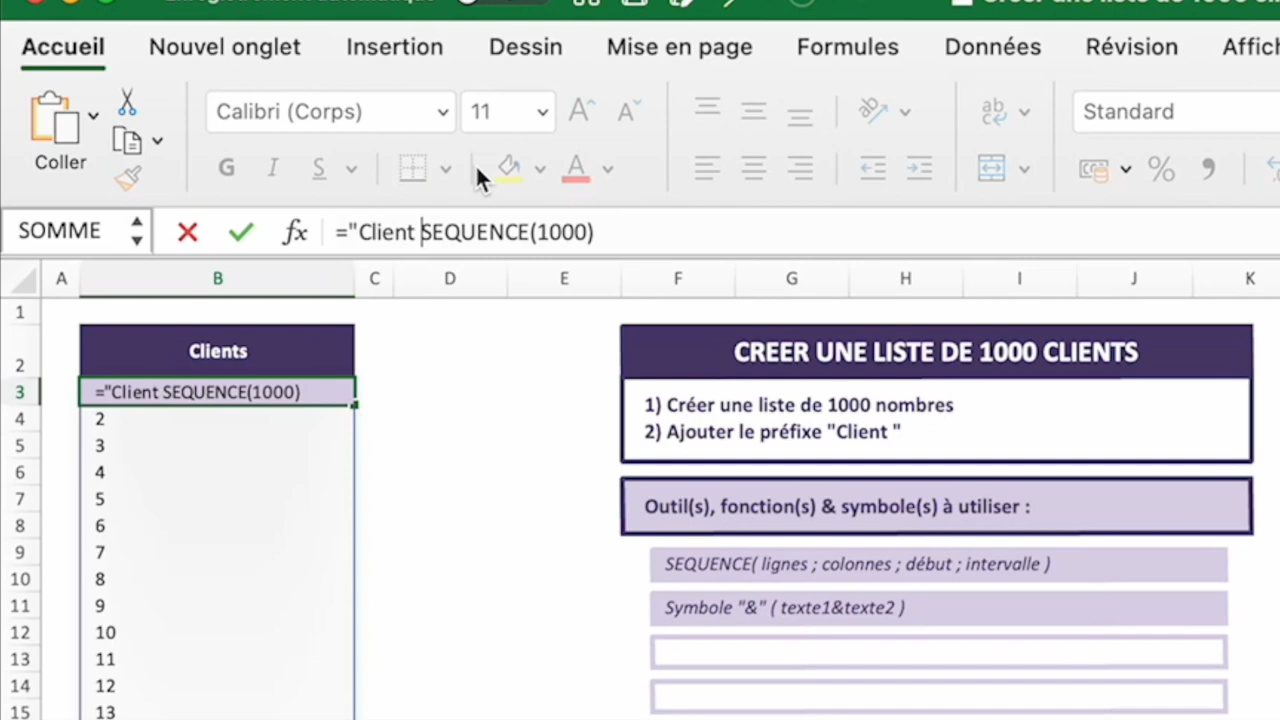 Accueil Nouvel onglet Insertion Dessin Mise en page Formules Données Révision
Coller
Calibri (Corps) 11 A A ab Standard
G I S A %
SOMME fx ="Client SEQUENCE(1000)
A B C D E F G H I J K
1
2 Clients
3 ="Client SEQUENCE(1000)
4 2
5 3
6 4
7 5
8 6
9 7
10 8
11 9
12 10
13 11
14 12
15 13
CREER UNE LISTE DE 1000 CLIENTS
1) Créer une liste de 1000 nombres
2) Ajouter le préfixe "Client "
Outil(s), fonction(s) & symbole(s) à utiliser :
SEQUENCE( lignes ; colonnes ; début ; intervalle )
Symbole "&" ( texte1&texte2 )